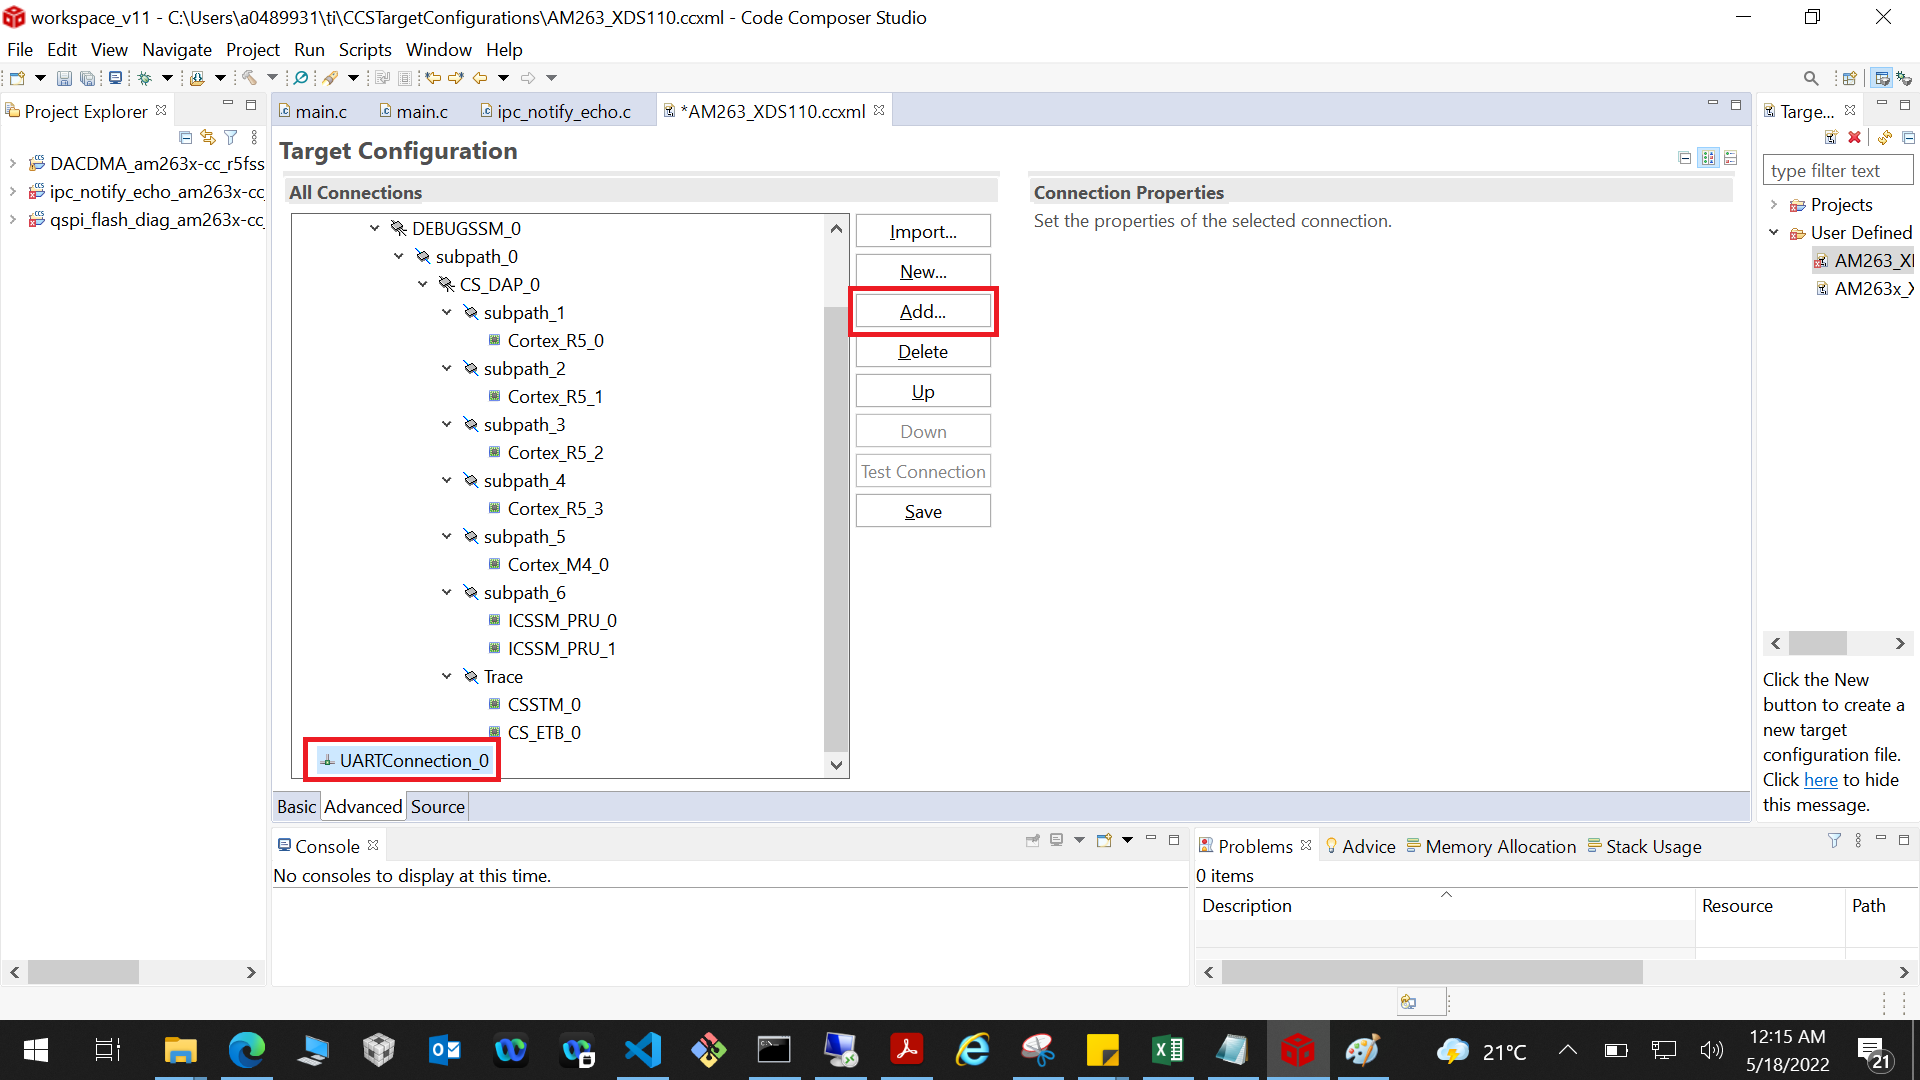 workspace_v11 - C:\Users\a0489931\ti\CCSTargetConfigurations\AM263_XDS110.ccxml - Code Composer Studio
File Edit View Navigate Project Run Scripts Window Help
Project Explorer
DACDMA_am263x-cc_r5fss
ipc_notify_echo_am263x-cc
qspi_flash_diag_am263x-cc
main.c main.c ipc_notify_echo.c *AM263_XDS110.ccxml
Target Configuration
All Connections
DEBUGSSM_0
subpath_0
CS_DAP_0
subpath_1
Cortex_R5_0
subpath_2
Cortex_R5_1
subpath_3
Cortex_R5_2
subpath_4
Cortex_R5_3
subpath_5
Cortex_M4_0
subpath_6
ICSSM_PRU_0
ICSSM_PRU_1
Trace
CSSTM_0
CS_ETB_0
UARTConnection_0
Import...
New...
Add...
Delete
Up
Down
Test Connection
Save
Connection Properties
Set the properties of the selected connection.
Basic Advanced Source
Targe...
type filter text
Projects
User Defined
AM263_X
AM263x_X
Click the New
button to create a
new target
configuration file.
Click here to hide
this message.
Console
No consoles to display at this time.
Problems Advice Memory Allocation Stack Usage
0 items
Description Resource Path
21°C
12:15 AM
5/18/2022
21